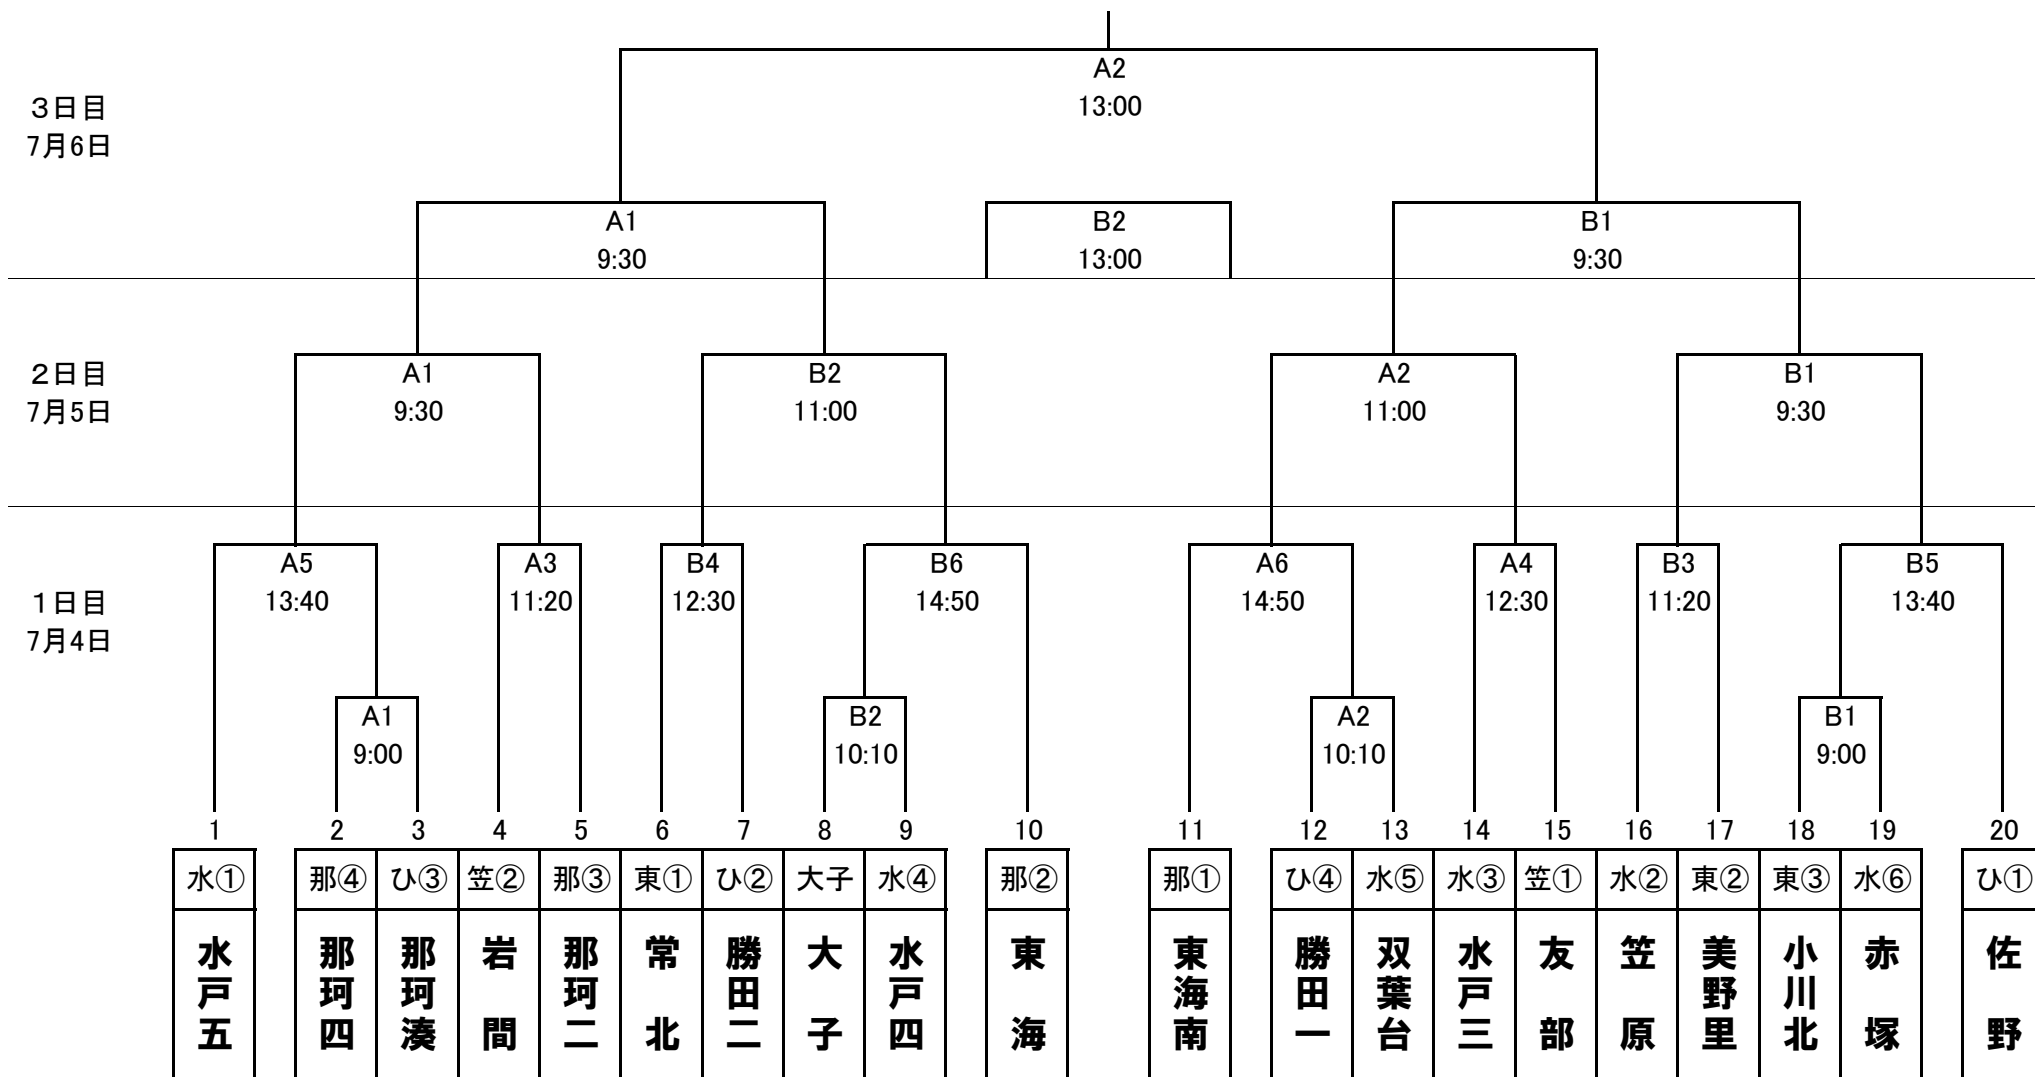 A2
3日目
13:00
7月6日
A1
B2
B1
9:30
13:00
9:30
2日目
A1
B2
A2
B1
7月5日
9:30
11:00
11:00
9:30
A5
A3
B4
B6
A6
A4
B3
B5
1日目
13:40
11:20
12:30
14:50
14:50
12:30
11:20
13:40
7月4日
A1
B2
A2
B1
9:00
10:10
10:10
9:00
1 2 3 4 5 6 7 8 9 10 11 12 13 14 15 16 17 18 19 20
水① 那④ ひ③ 笠② 那③ 東① ひ② 大子 水④ 那② 那① ひ④ 水⑤ 水③ 笠① 水② 東② 東③ 水⑥ ひ①
水戸五
那珂四
那珂湊
岩間
那珂二
常北
勝田二
大子
水戸四
東海
東海南
勝田一
双葉台
水戸三
友部
笠原
美野里
小川北
赤塚
佐野